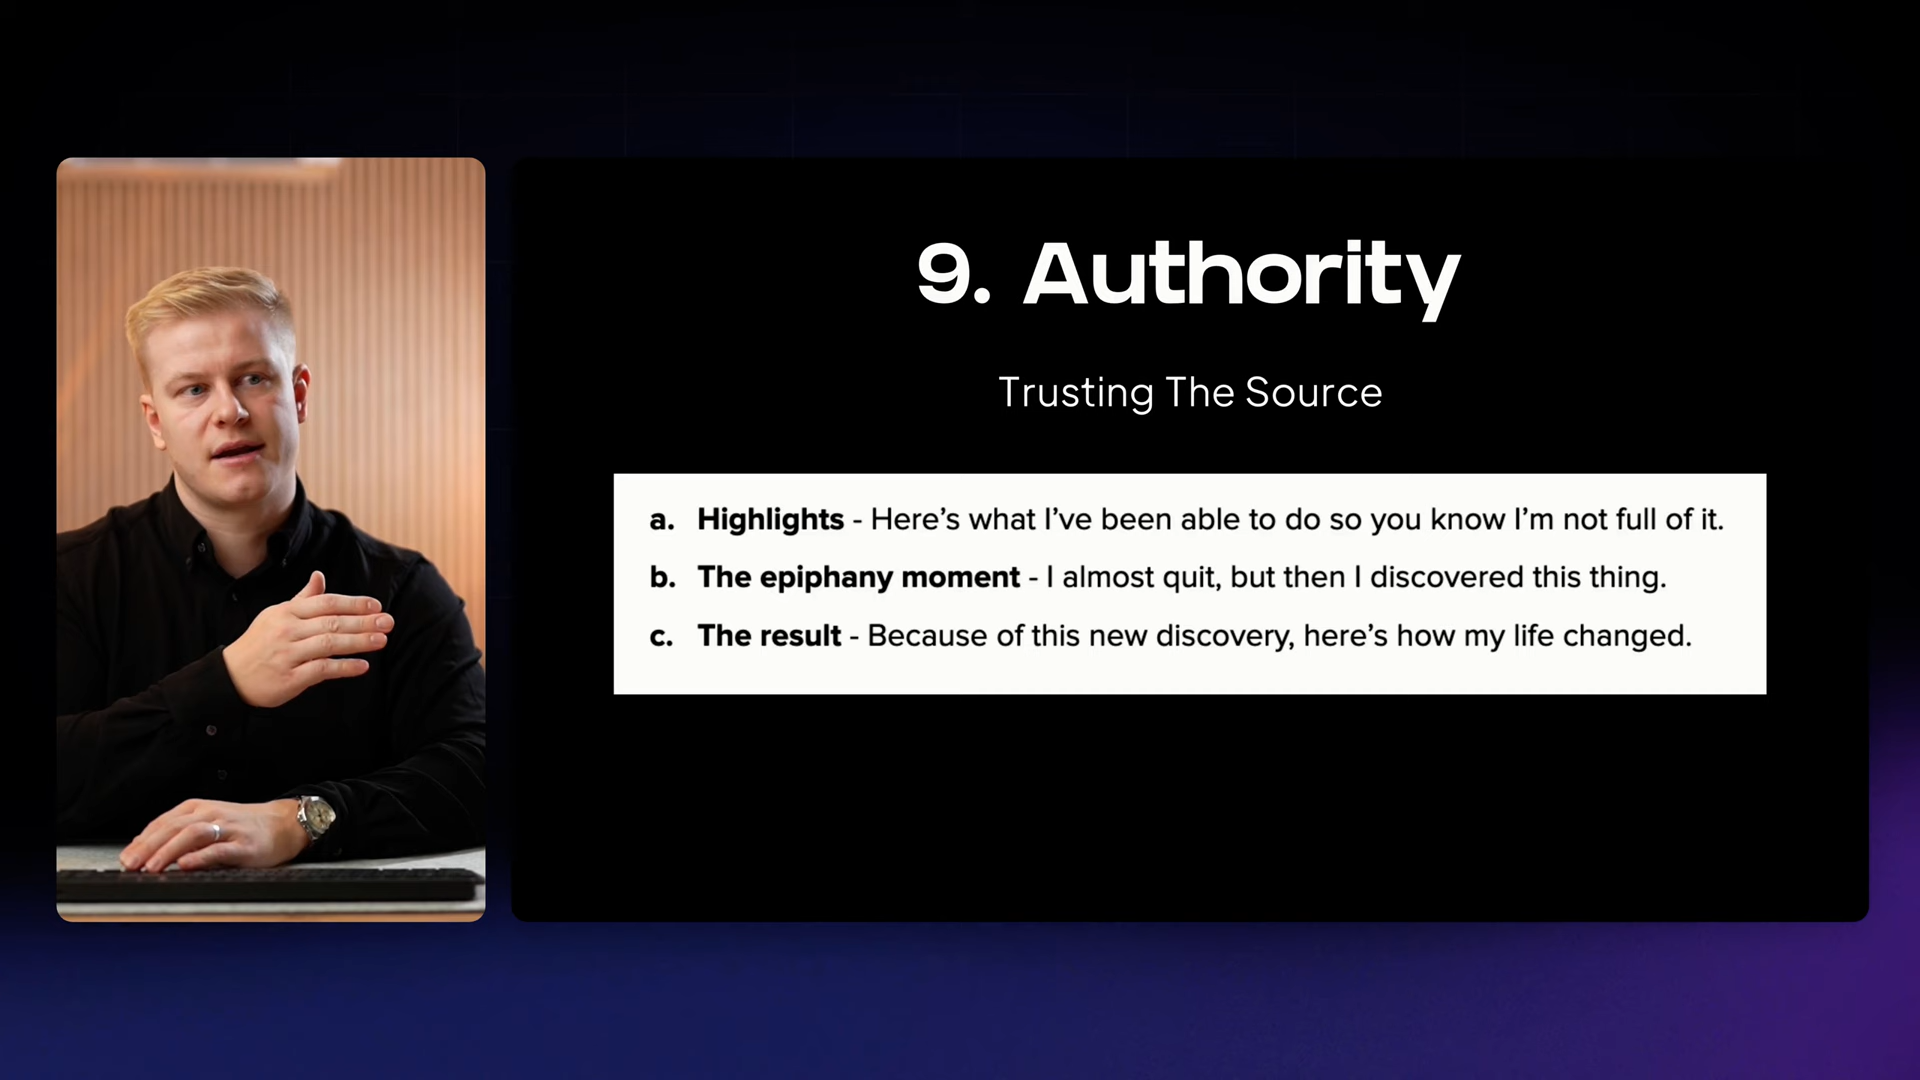 9. Authority
Trusting The Source
a. Highlights - Here’s what I’ve been able to do so you know I’m not full of it.
b. The epiphany moment - I almost quit, but then I discovered this thing.
c. The result - Because of this new discovery, here’s how my life changed.